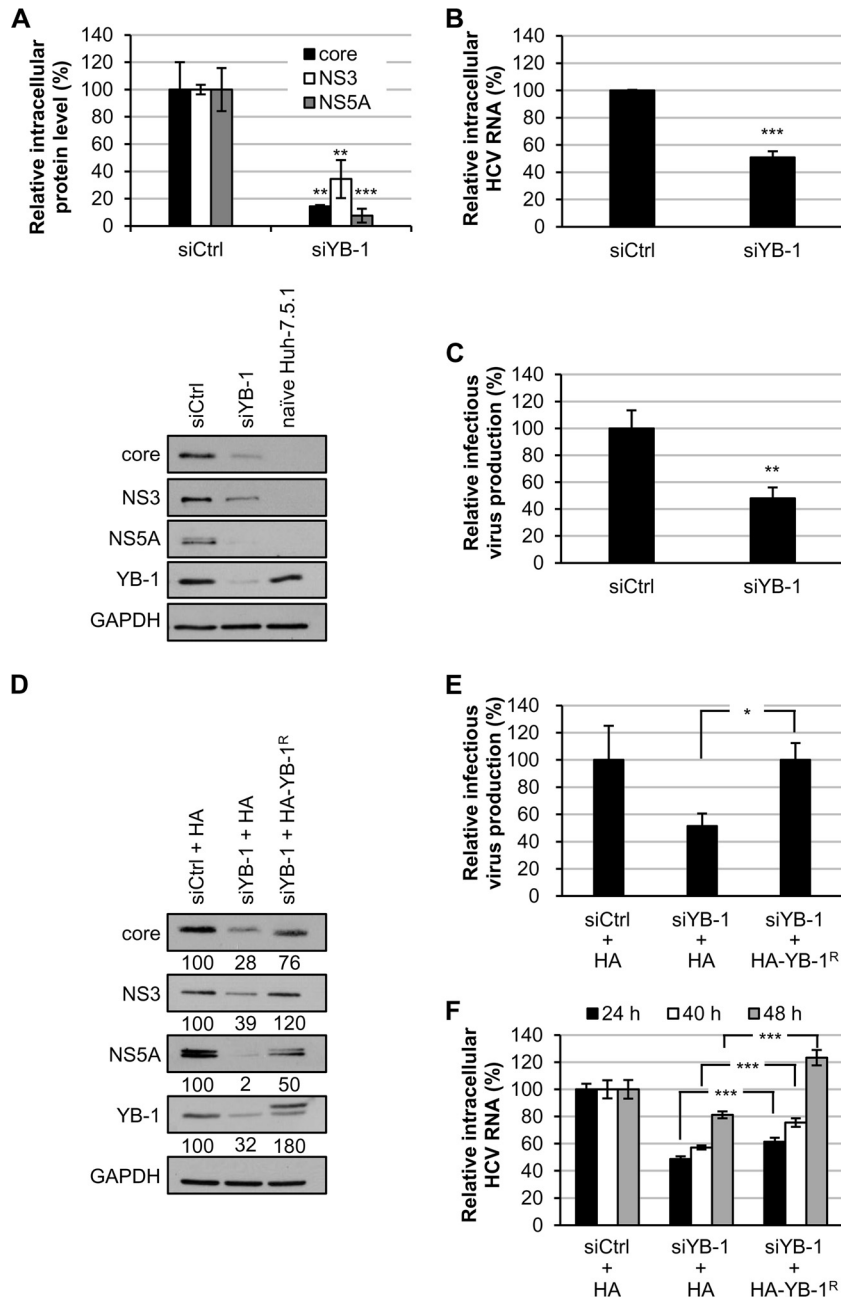 A
Relative intracellular
protein level (%)
140
120
100
80
60
40
20
0
core
NS3
NS5A
**
**
***
siCtrl
siYB-1
siCtrl
siYB-1
naïve Huh-7.5.1
core
NS3
NS5A
YB-1
GAPDH
B
Relative intracellular
HCV RNA (%)
140
120
100
80
60
40
20
0
***
siCtrl
siYB-1
C
Relative infectious
virus production (%)
140
120
100
80
60
40
20
0
**
siCtrl
siYB-1
D
siCtrl + HA
siYB-1 + HA
siYB-1 + HA-YB-1ᴿ
core
100 28 76
NS3
100 39 120
NS5A
100 2 50
YB-1
100 32 180
GAPDH
E
Relative infectious
virus production (%)
140
120
100
80
60
40
20
0
*
siCtrl
+
HA
siYB-1
+
HA
siYB-1
+
HA-YB-1ᴿ
F
Relative intracellular
HCV RNA (%)
24 h 40 h 48 h
140
120
100
80
60
40
20
0
***
***
***
siCtrl
+
HA
siYB-1
+
HA
siYB-1
+
HA-YB-1ᴿ